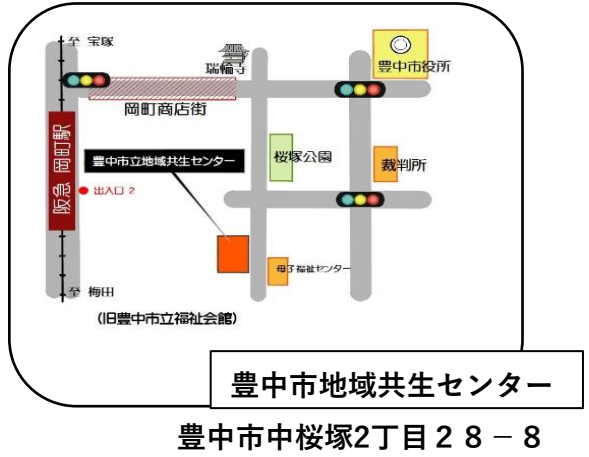 至 宝塚
瑞輪寺
豊中市役所
岡町商店街
阪急 岡町駅
豊中市立地域共生センター
桜塚公園
裁判所
出入口 2
母子福祉センター
至 梅田
(旧豊中市立福祉会館)
豊中市地域共生センター
豊中市中桜塚2丁目28－8